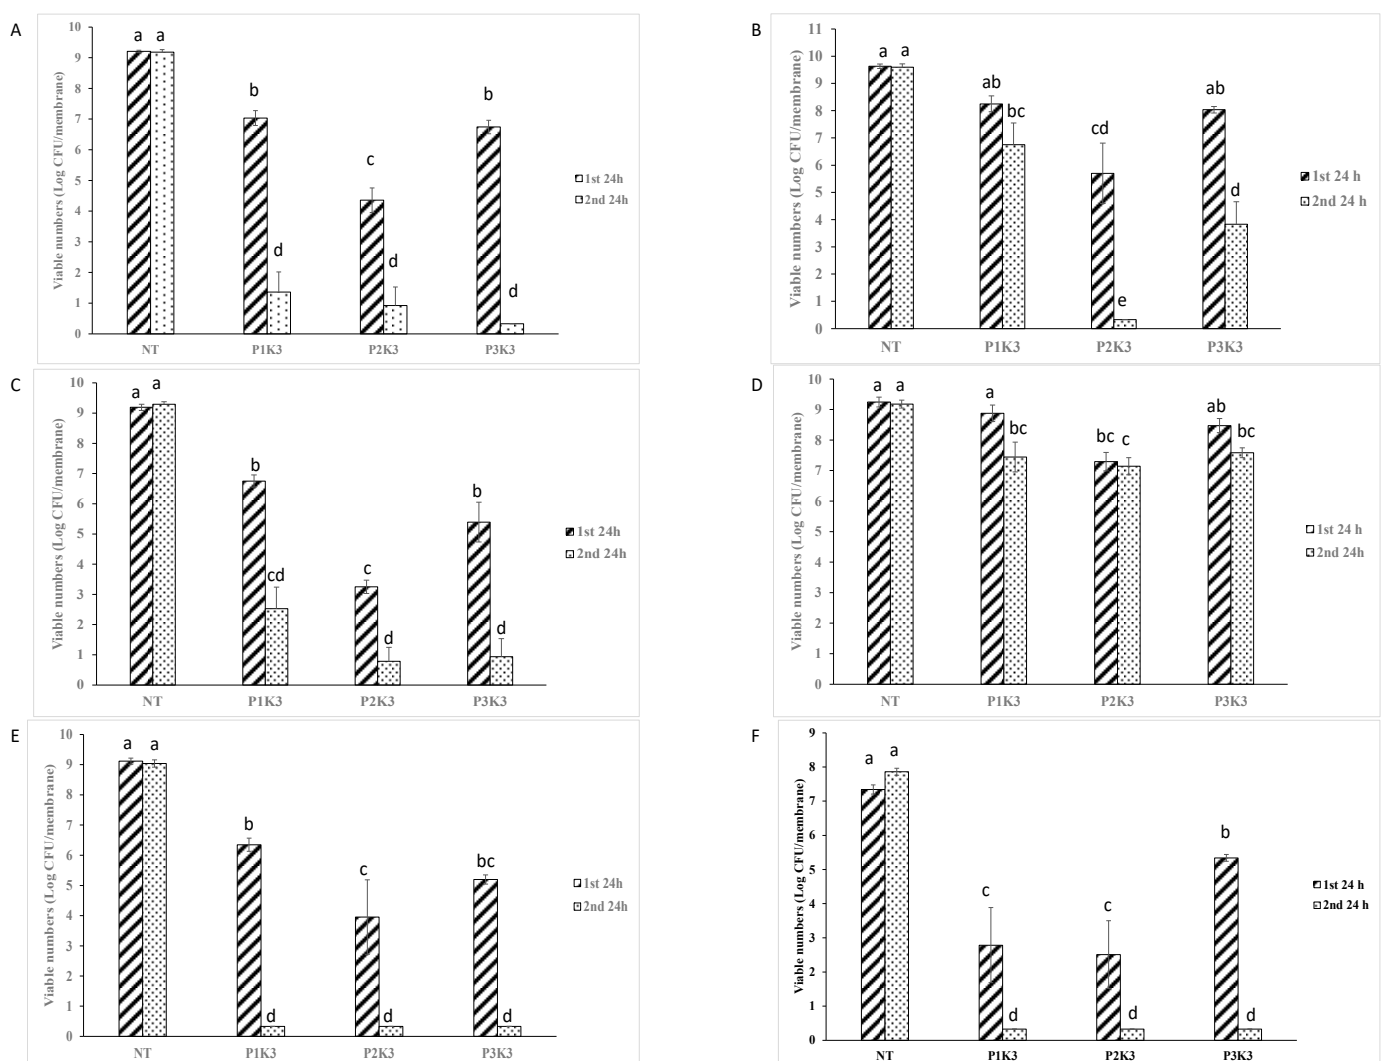 A
Viable numbers (Log CFU/membrane)
10
9
8
7
6
5
4
3
2
1
0
a a
b
d
c
d
b
d
NT P1K3 P2K3 P3K3
1st 24h
2nd 24h
B
Viable numbers (Log CFU/membrane)
11
10
9
8
7
6
5
4
3
2
1
0
a a
ab
bc
cd
e
ab
d
NT P1K3 P2K3 P3K3
1st 24 h
2nd 24 h
C
Viable numbers (Log CFU/membrane)
10
9
8
7
6
5
4
3
2
1
0
a a
b
cd
c
d
b
d
NT P1K3 P2K3 P3K3
1st 24h
2nd 24h
D
Viable numbers (Log CFU/membrane)
10
9
8
7
6
5
4
3
2
1
0
a a
a
bc
bc c
ab
bc
NT P1K3 P2K3 P3K3
1st 24 h
2nd 24h
E
Viable numbers (Log CFU/membrane)
10
9
8
7
6
5
4
3
2
1
0
a a
b
d
c
d
bc
d
NT P1K3 P2K3 P3K3
1st 24h
2nd 24h
F
Viable numbers (Log CFU/membrane)
9
8
7
6
5
4
3
2
1
0
a a
c
d
c
d
b
d
NT P1K3 P2K3 P3K3
1st 24 h
2nd 24 h